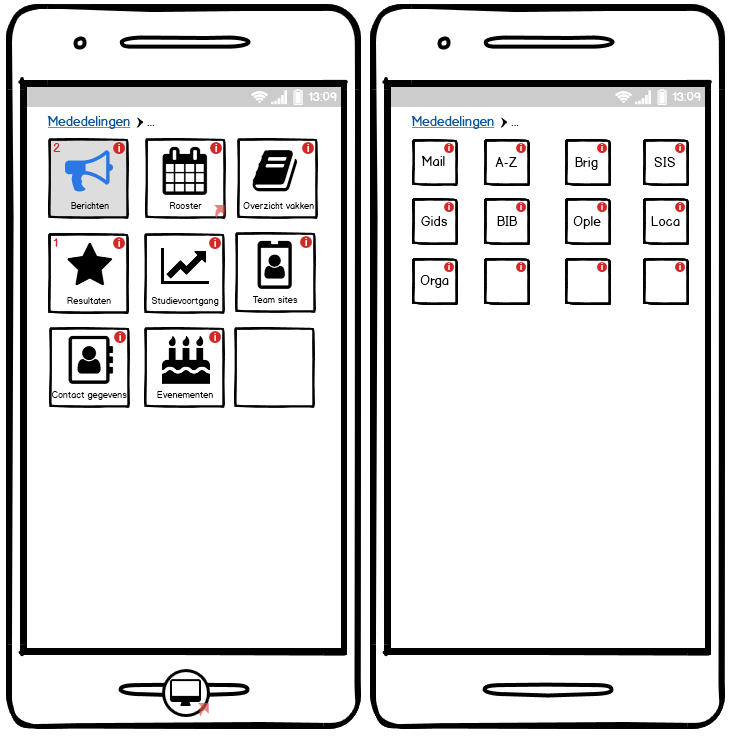 13:09
Mededelingen > ...
2
Berichten
Rooster
Overzicht vakken
1
Resultaten
Studievoortgang
Team sites
Contact gegevens
Evenementen
13:09
Mededelingen > ...
Mail
A-Z
Brig
SIS
Gids
BIB
Ople
Loca
Orga